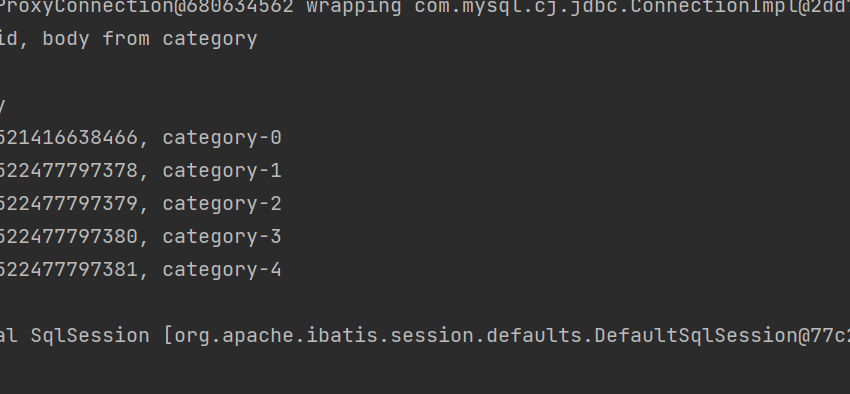 ProxyConnection@680634562 wrapping com.mysql.cj.jdbc.ConnectionImpl@2dd
id, body from category
y
521416638466, category-0
522477797378, category-1
522477797379, category-2
522477797380, category-3
522477797381, category-4
al SqlSession [org.apache.ibatis.session.defaults.DefaultSqlSession@77c2